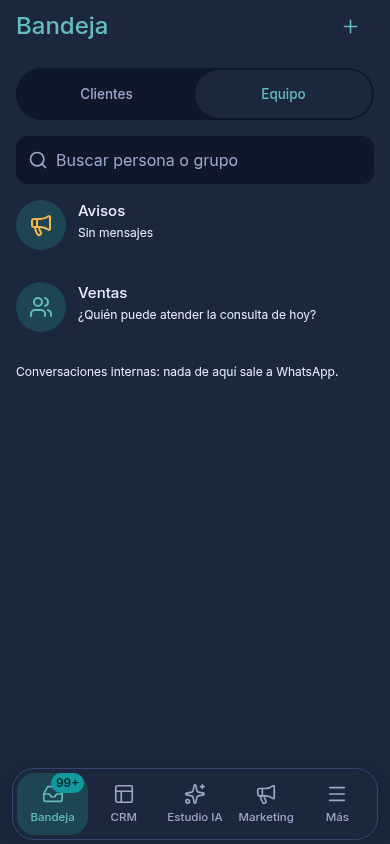 Bandeja
Clientes
Equipo
Buscar persona o grupo
Avisos
Sin mensajes
Ventas
¿Quién puede atender la consulta de hoy?
Conversaciones internas: nada de aquí sale a WhatsApp.
99+
Bandeja
CRM
Estudio IA
Marketing
Más